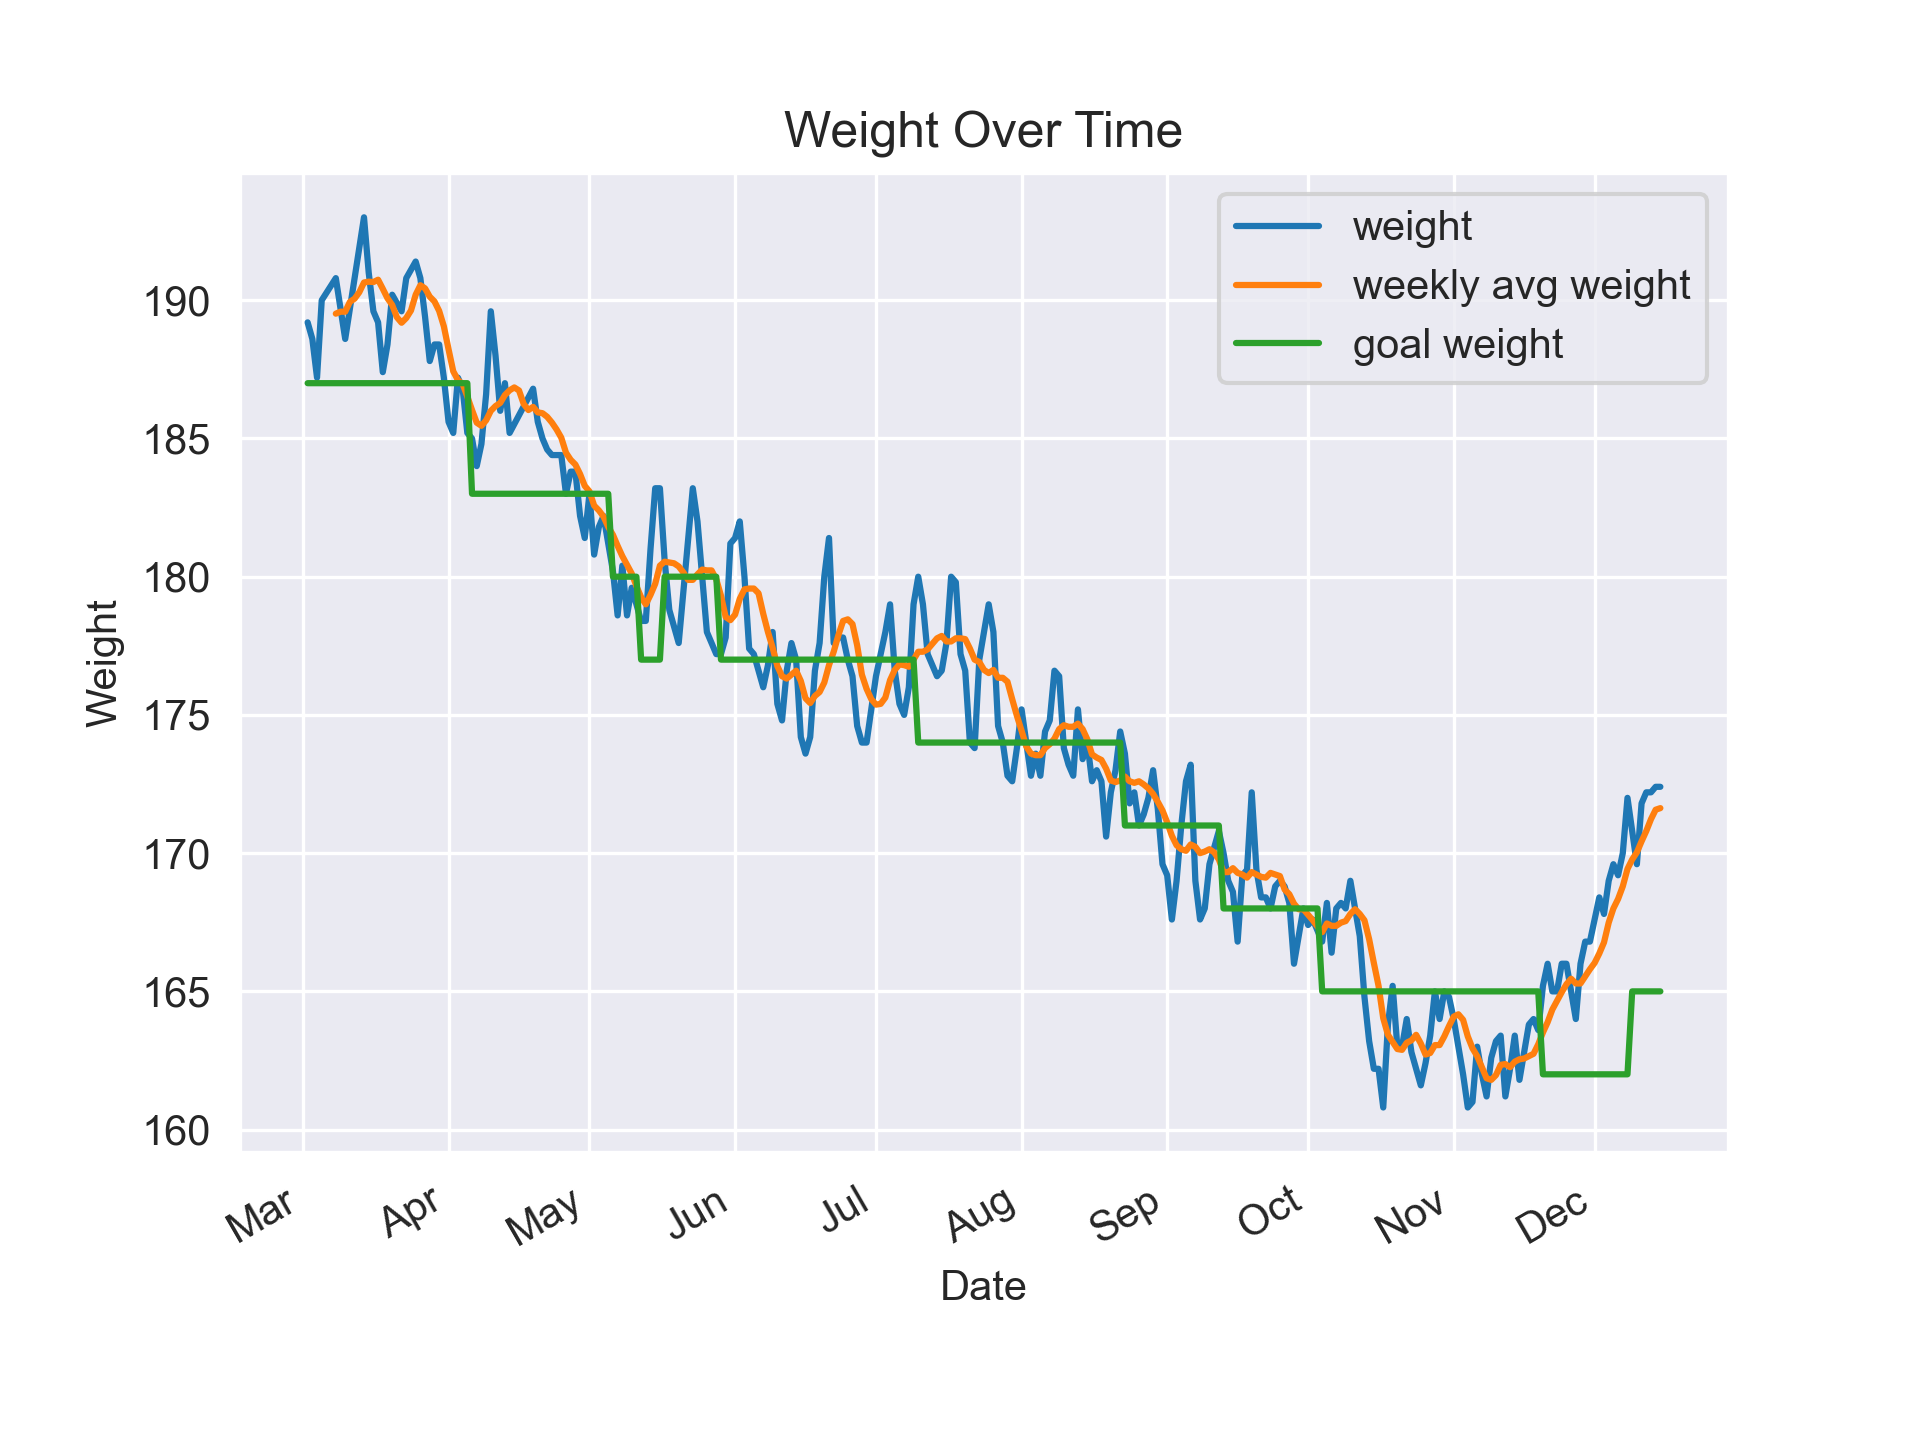 Weight Over Time
weight
weekly avg weight
goal weight
190
185
180
175
170
165
160
Weight
Mar
Apr
May
Jun
Jul
Aug
Sep
Oct
Nov
Dec
Date